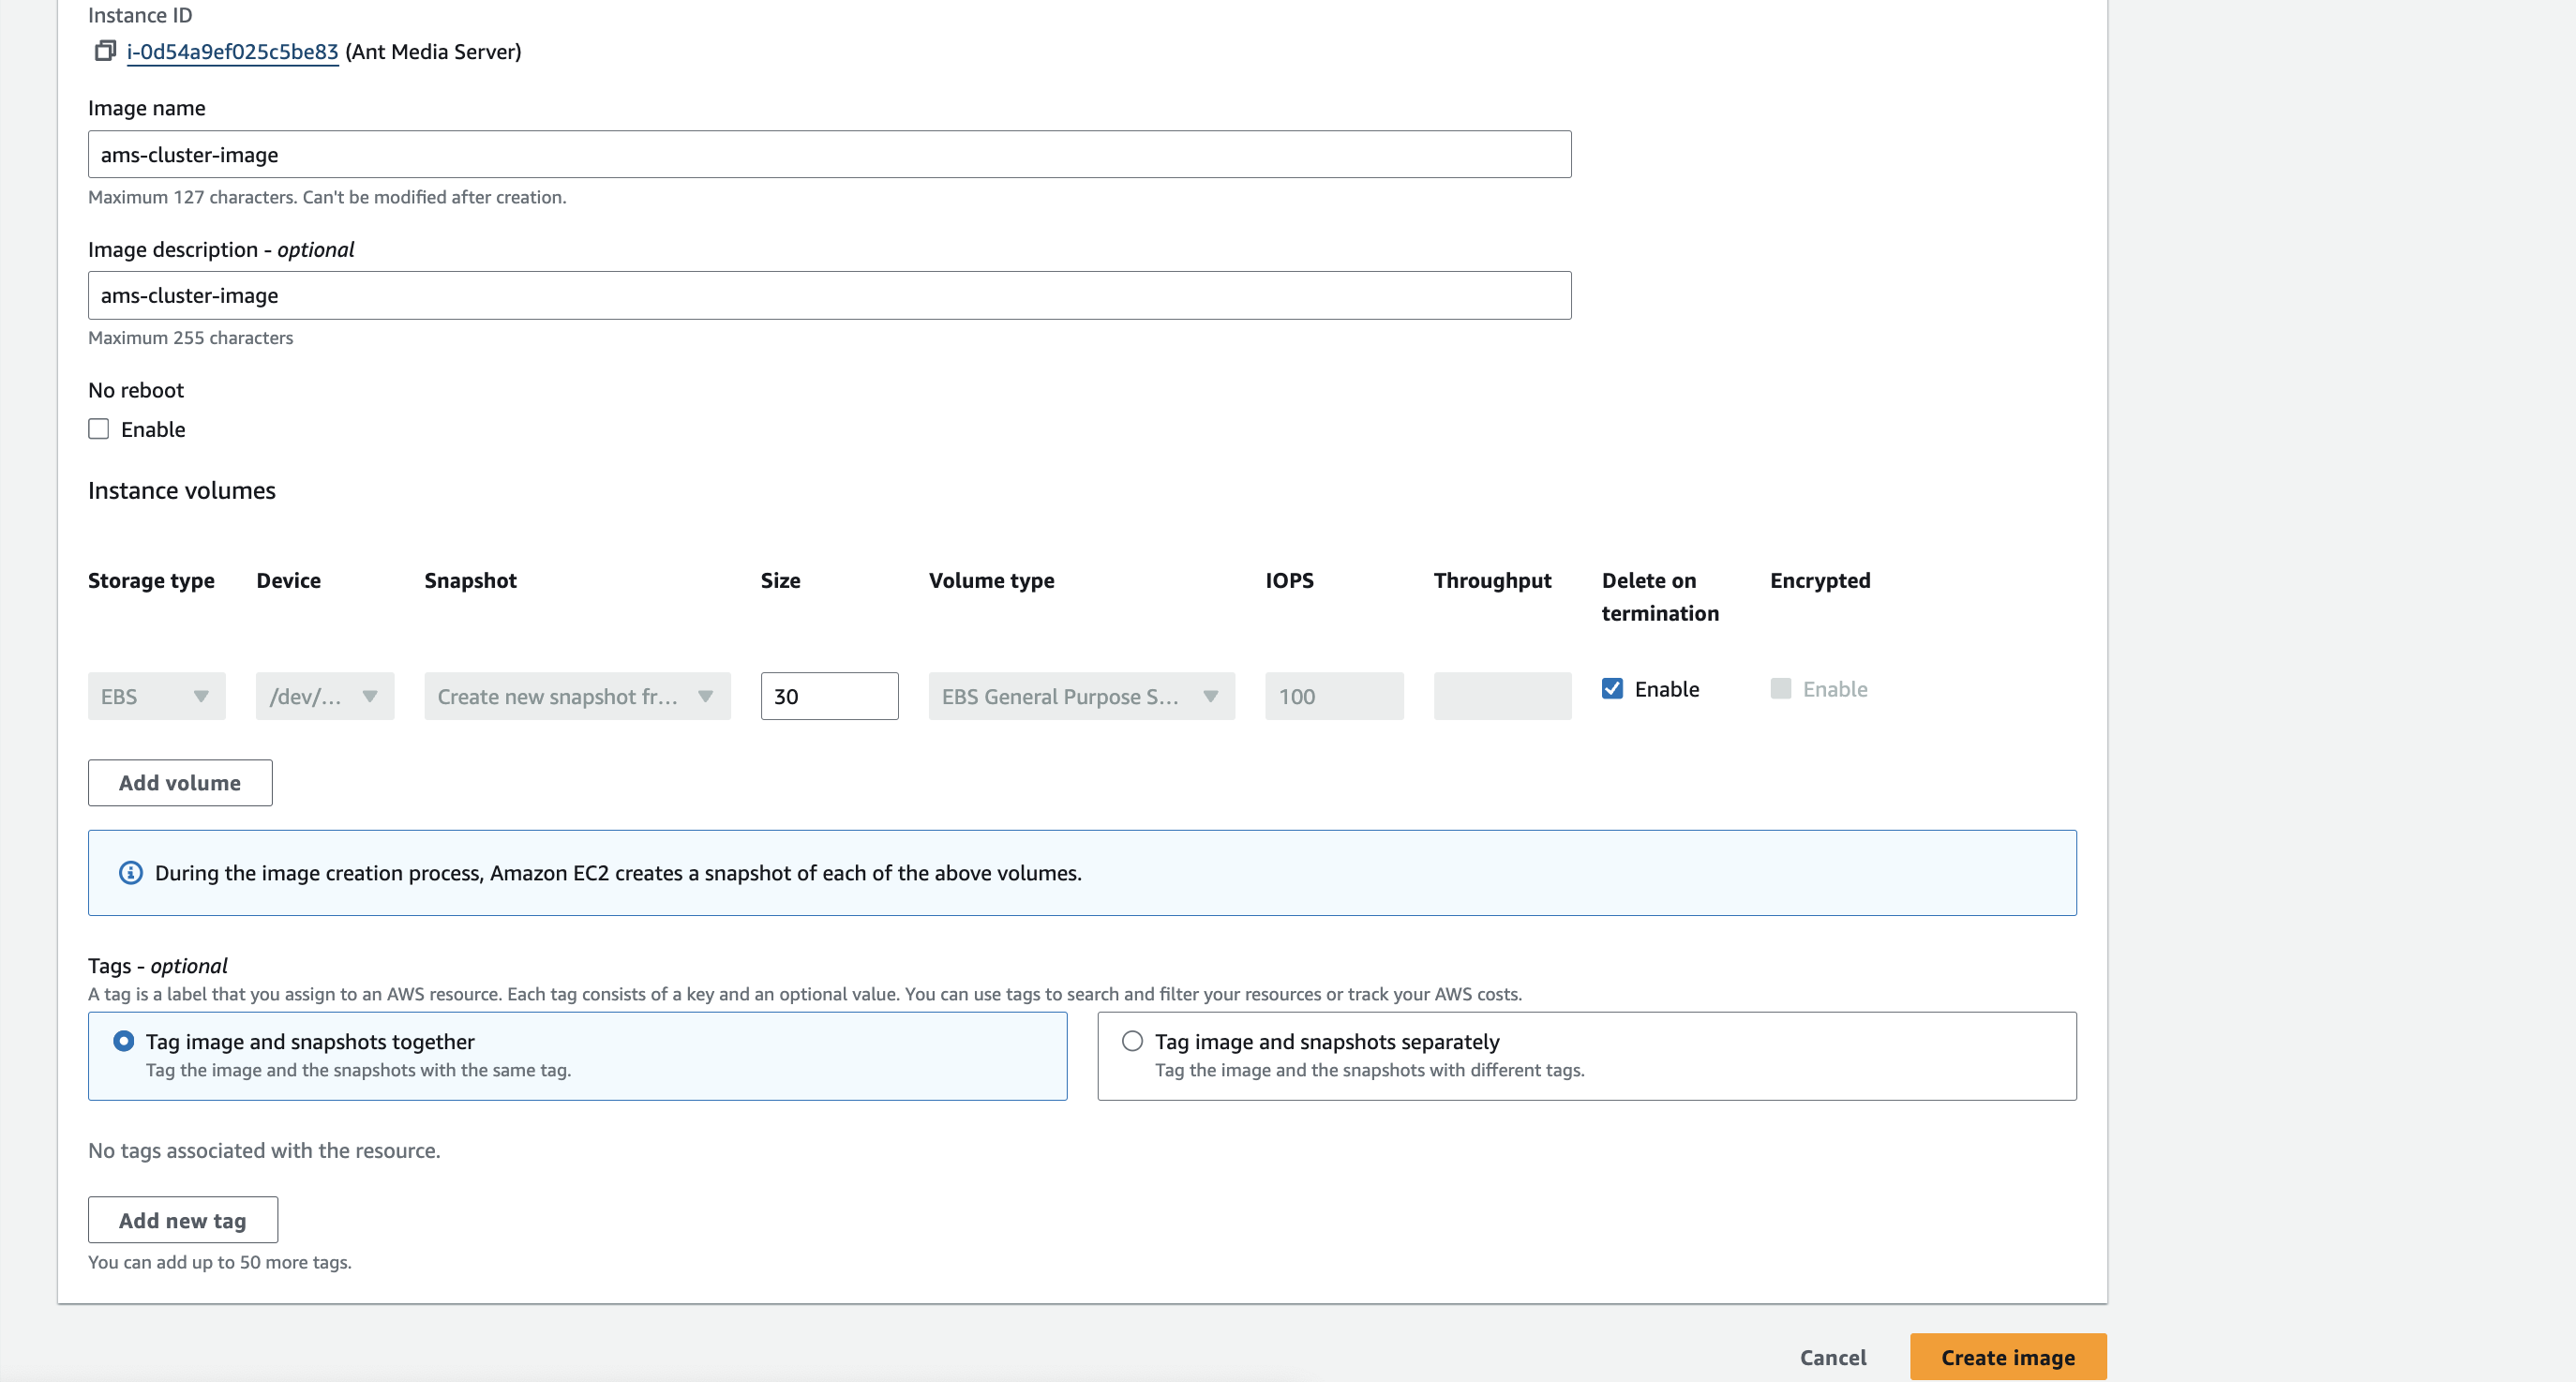 Instance ID
i-0d54a9ef025c5be83 (Ant Media Server)
Image name
ams-cluster-image
Maximum 127 characters. Can't be modified after creation.
Image description - optional
ams-cluster-image
Maximum 255 characters
No reboot
Enable
Instance volumes
Storage type Device Snapshot Size Volume type IOPS Throughput Delete on termination Encrypted
EBS /dev/... Create new snapshot fr... 30 EBS General Purpose S... 100 Enable Enable
Add volume
During the image creation process, Amazon EC2 creates a snapshot of each of the above volumes.
Tags - optional
A tag is a label that you assign to an AWS resource. Each tag consists of a key and an optional value. You can use tags to search and filter your resources or track your AWS costs.
Tag image and snapshots together
Tag the image and the snapshots with the same tag.
Tag image and snapshots separately
Tag the image and the snapshots with different tags.
No tags associated with the resource.
Add new tag
You can add up to 50 more tags.
Cancel Create image